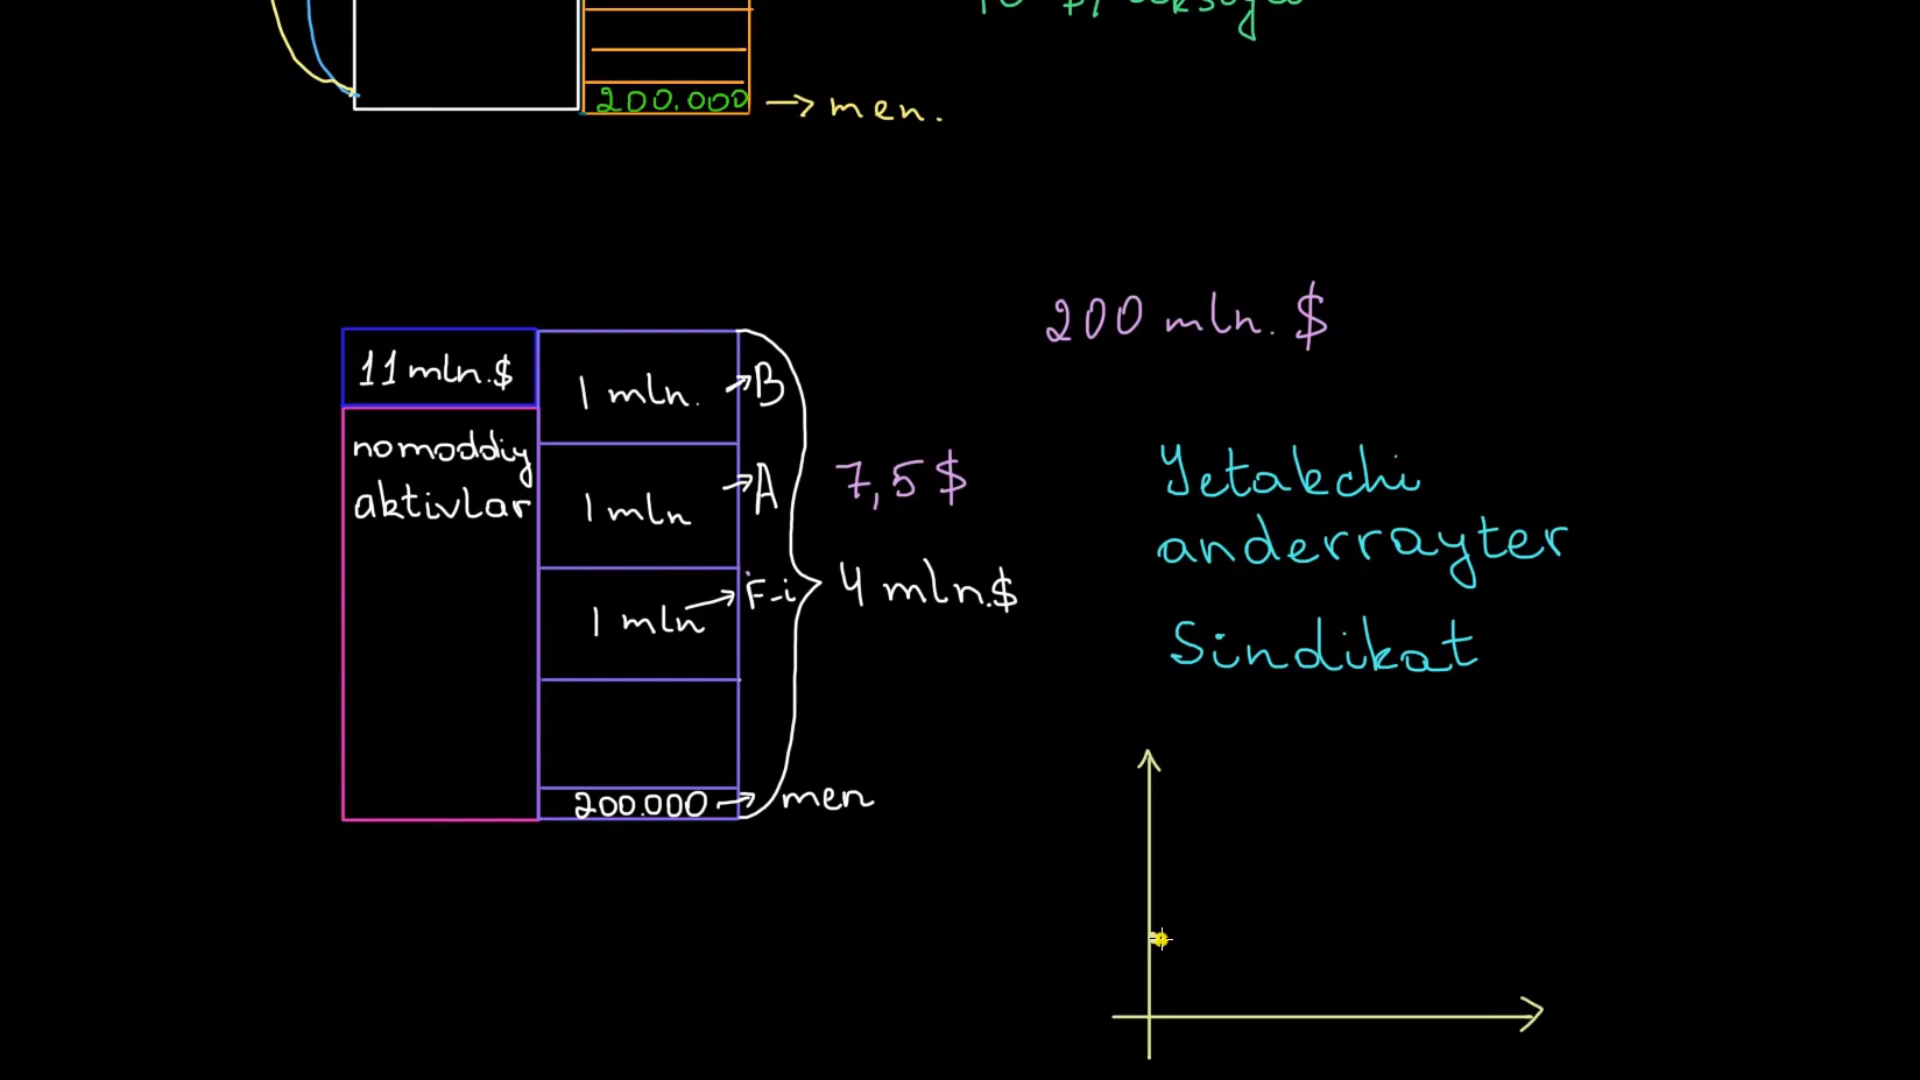 200.000 → men.
200 mln. $
11 mln. $
1 mln. → B
nomoddiy
aktivlar
1 mln → A
7,5 $
Yetakchi
anderrayter
1 mln → F-i
4 mln. $
Sindikat
200.000 → men